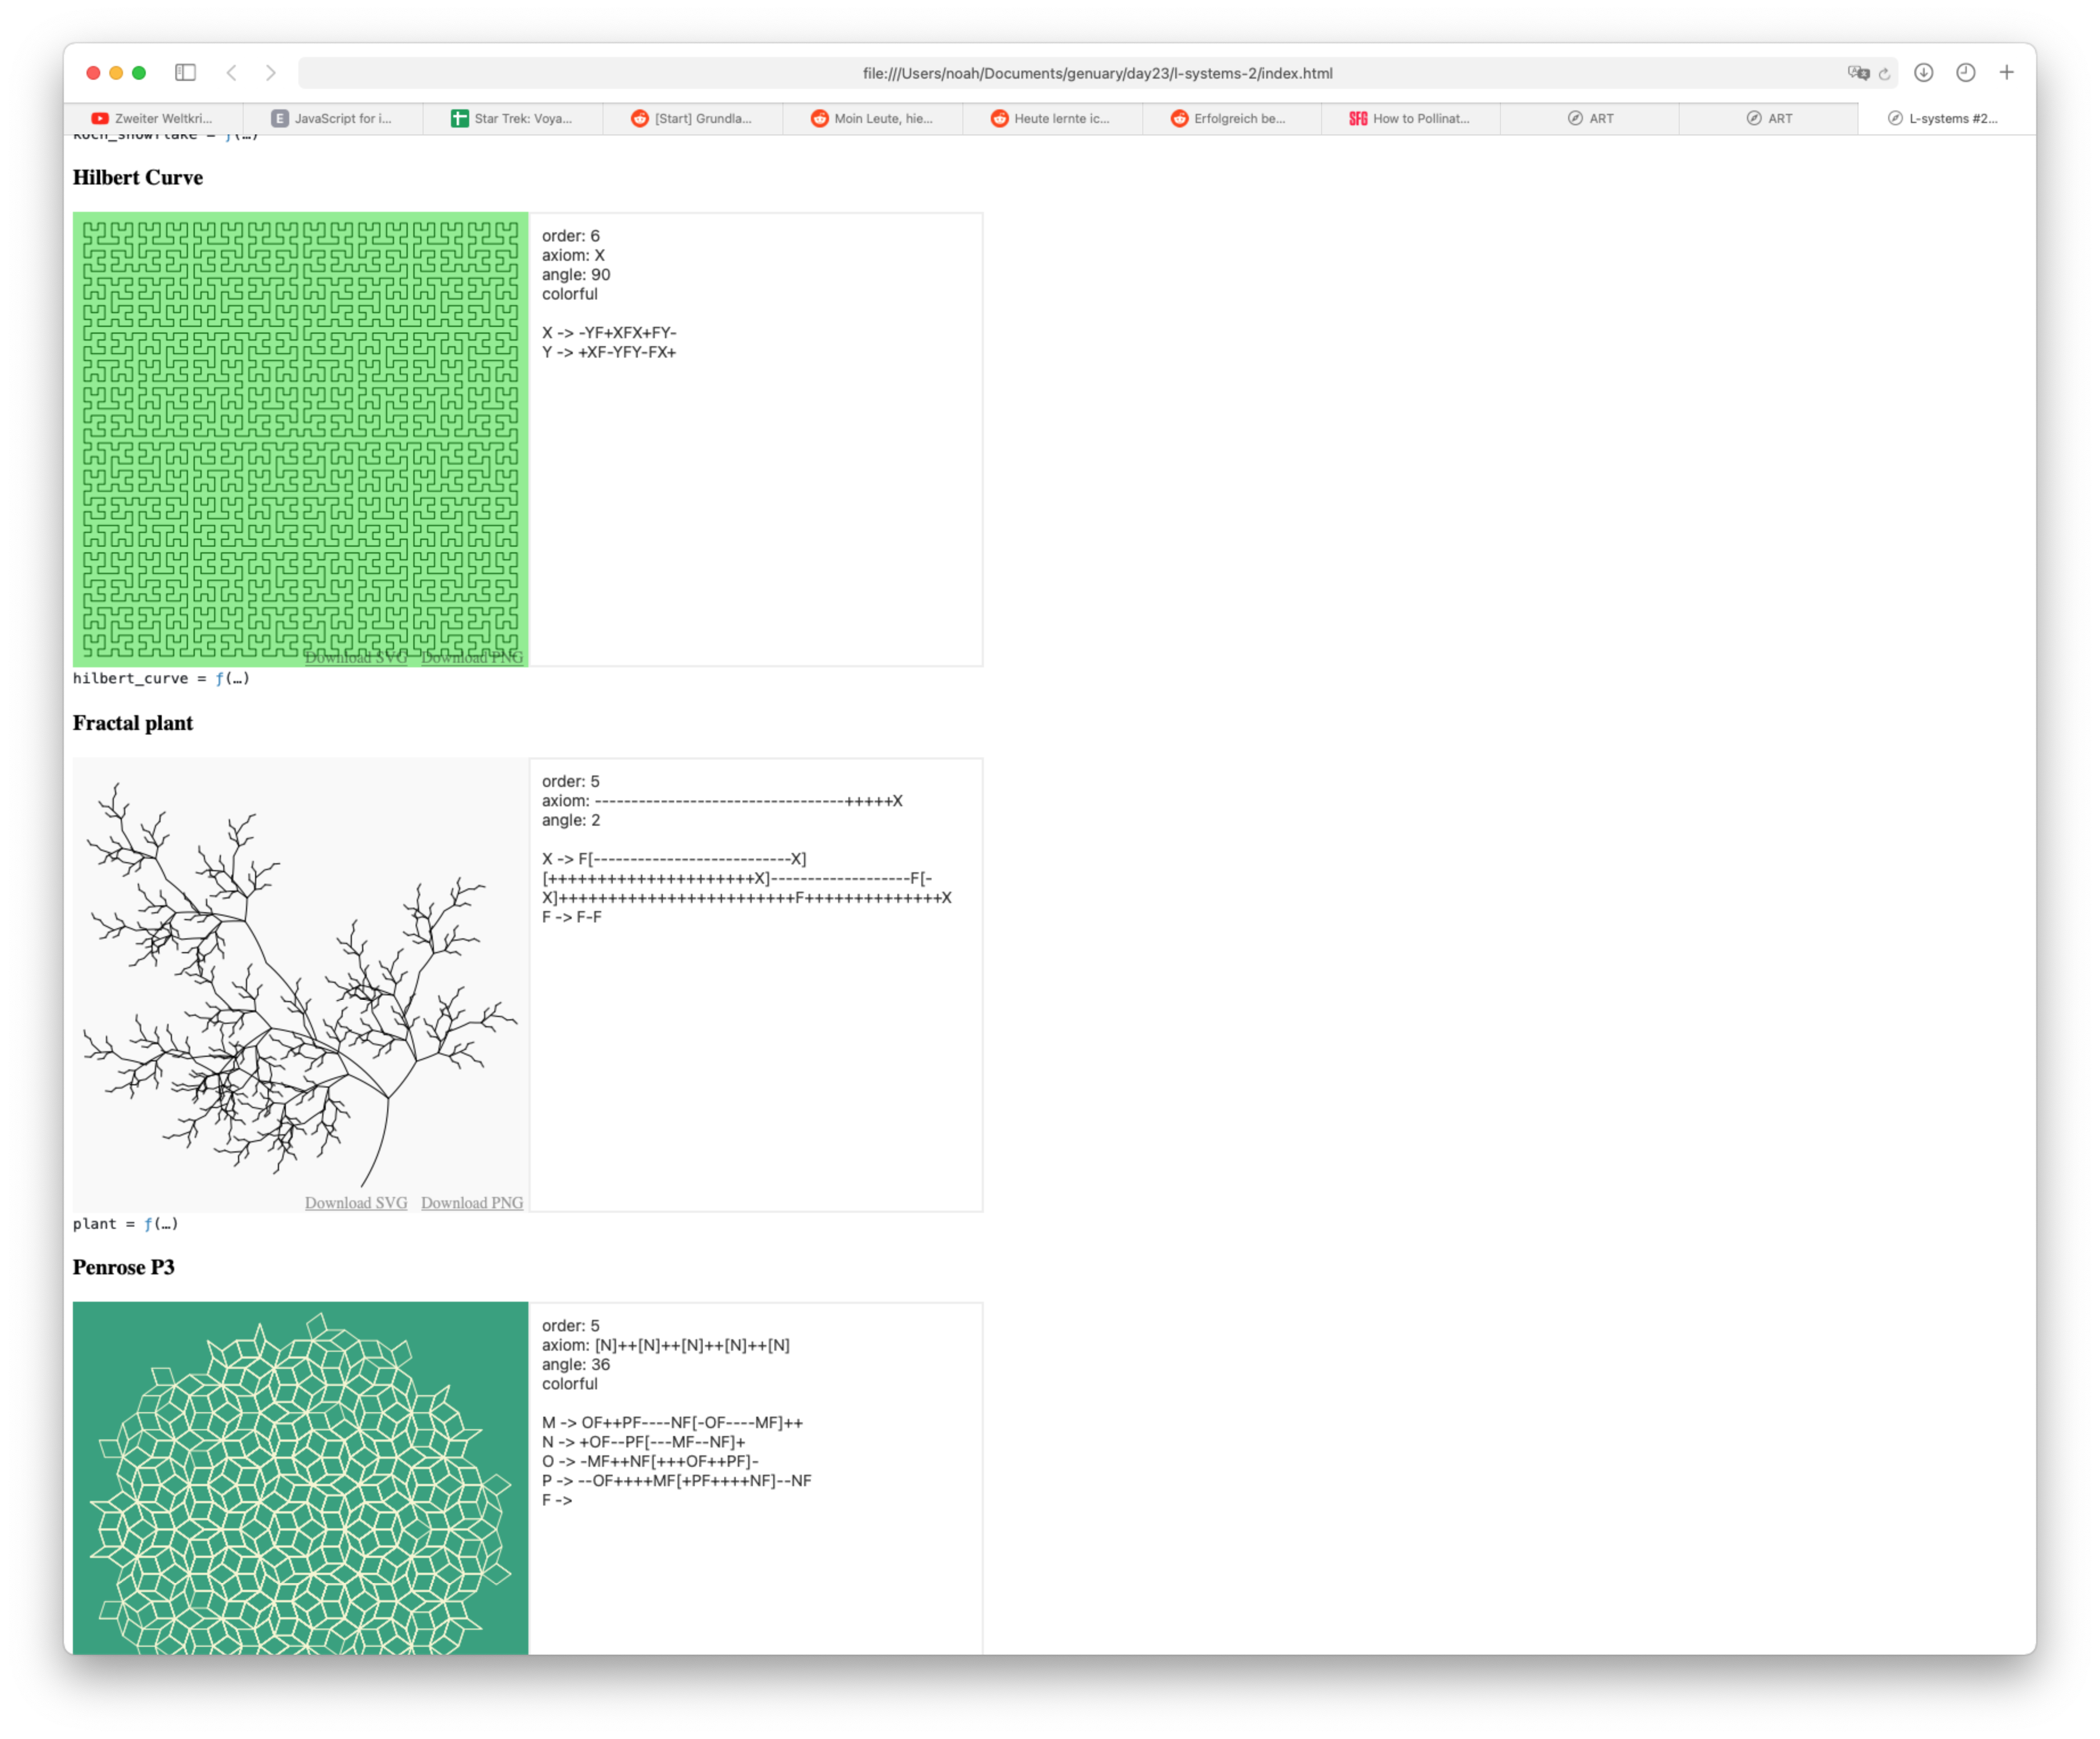 file:///Users/noah/Documents/genuary/day23/l-systems-2/index.html
Zweiter Weltkri...
JavaScript for i...
Star Trek: Voya...
[Start] Grundla...
Moin Leute, hie...
Heute lernte ic...
Erfolgreich be...
SFG How to Pollinat...
ART
ART
L-systems #2...
koch_snowflake = ƒ(…)
Hilbert Curve
order: 6
axiom: X
angle: 90
colorful
X -> -YF+XFX+FY-
Y -> +XF-YFY-FX+
Download SVG Download PNG
hilbert_curve = ƒ(…)
Fractal plant
order: 5
axiom: ----------------------------------+++++X
angle: 2
X -> F[---------------------------X]
[+++++++++++++++++++++X]-------------------F[-
X]++++++++++++++++++++++++F++++++++++++++X
F -> F-F
Download SVG Download PNG
plant = ƒ(…)
Penrose P3
order: 5
axiom: [N]++[N]++[N]++[N]++[N]
angle: 36
colorful
M -> OF++PF----NF[-OF----MF]++
N -> +OF--PF[---MF--NF]+
O -> -MF++NF[+++OF++PF]-
P -> --OF++++MF[+PF++++NF]--NF
F ->